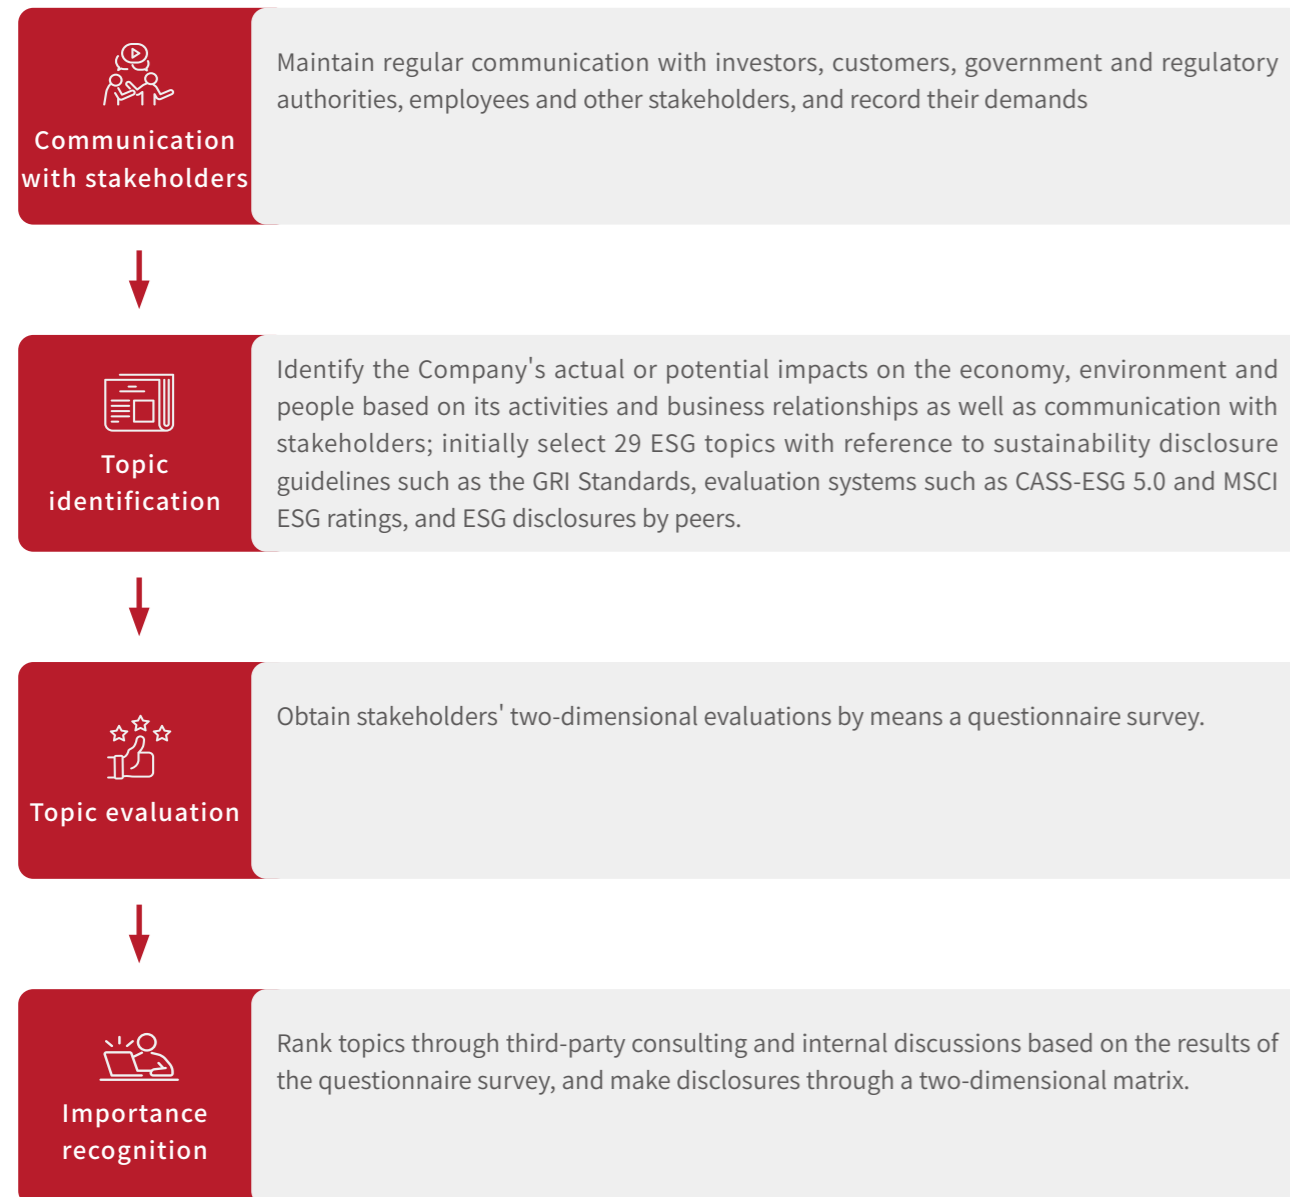 Communication
with stakeholders
Maintain regular communication with investors, customers, government and regulatory
authorities, employees and other stakeholders, and record their demands
Topic
identification
Identify the Company's actual or potential impacts on the economy, environment and
people based on its activities and business relationships as well as communication with
stakeholders; initially select 29 ESG topics with reference to sustainability disclosure
guidelines such as the GRI Standards, evaluation systems such as CASS-ESG 5.0 and MSCI
ESG ratings, and ESG disclosures by peers.
Topic evaluation
Obtain stakeholders' two-dimensional evaluations by means a questionnaire survey.
Importance
recognition
Rank topics through third-party consulting and internal discussions based on the results of
the questionnaire survey, and make disclosures through a two-dimensional matrix.